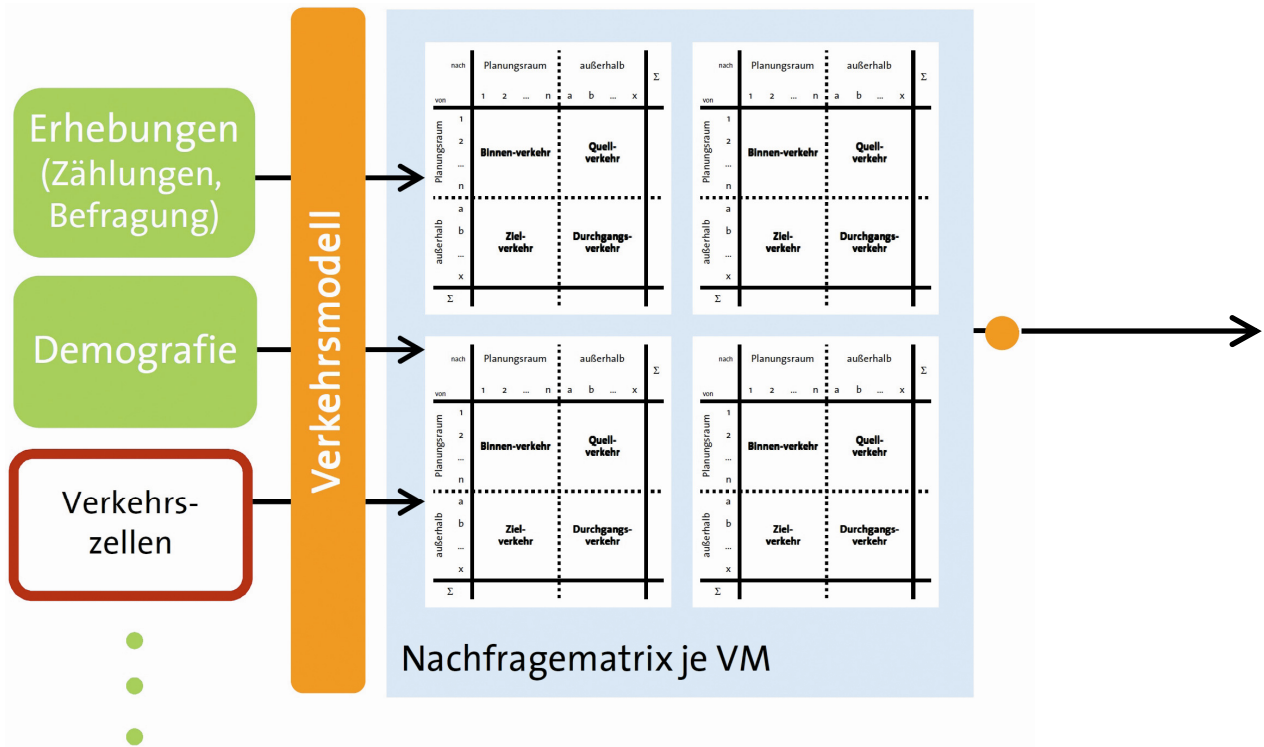 Erhebungen
(Zählungen,
Befragung)
Demografie
Verkehrs-
zellen
Verkehrsmodell
nach Planungsraum außerhalb Σ
von 1 2 ... n a b ... x
Planungsraum
1
2
...
n
Binnen-verkehr
Quell-
verkehr
außerhalb
a
b
...
x
Ziel-
verkehr
Durchgangs-
verkehr
Σ
nach Planungsraum außerhalb Σ
von 1 2 ... n a b ... x
Planungsraum
1
2
...
n
Binnen-verkehr
Quell-
verkehr
außerhalb
a
b
...
x
Ziel-
verkehr
Durchgangs-
verkehr
Σ
nach Planungsraum außerhalb Σ
von 1 2 ... n a b ... x
Planungsraum
1
2
...
n
Binnen-verkehr
Quell-
verkehr
außerhalb
a
b
...
x
Ziel-
verkehr
Durchgangs-
verkehr
Σ
nach Planungsraum außerhalb Σ
von 1 2 ... n a b ... x
Planungsraum
1
2
...
n
Binnen-verkehr
Quell-
verkehr
außerhalb
a
b
...
x
Ziel-
verkehr
Durchgangs-
verkehr
Σ
Nachfragematrix je VM